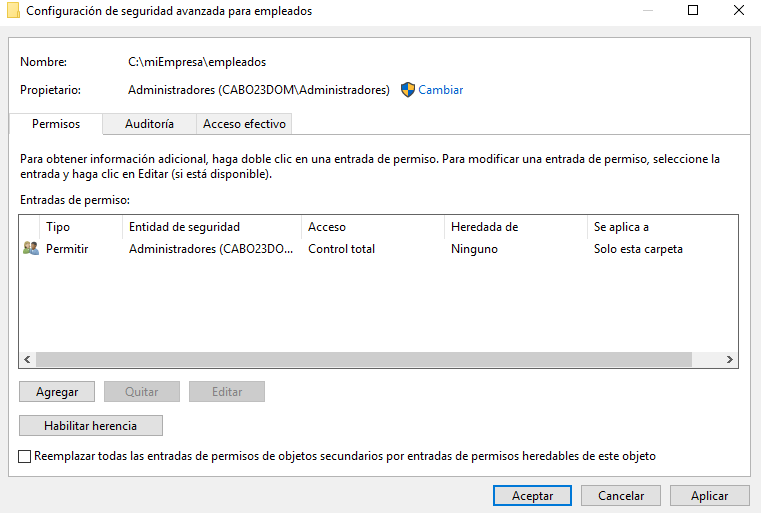 Configuración de seguridad avanzada para empleados
Nombre: C:\miEmpresa\empleados
Propietario: Administradores (CABO23DOM\Administradores) Cambiar
Permisos Auditoría Acceso efectivo
Para obtener información adicional, haga doble clic en una entrada de permiso. Para modificar una entrada de permiso, seleccione la
entrada y haga clic en Editar (si está disponible).
Entradas de permiso:
Tipo Entidad de seguridad Acceso Heredada de Se aplica a
Permitir Administradores (CABO23DO... Control total Ninguno Solo esta carpeta
Agregar Quitar Editar
Habilitar herencia
Reemplazar todas las entradas de permisos de objetos secundarios por entradas de permisos heredables de este objeto
Aceptar Cancelar Aplicar